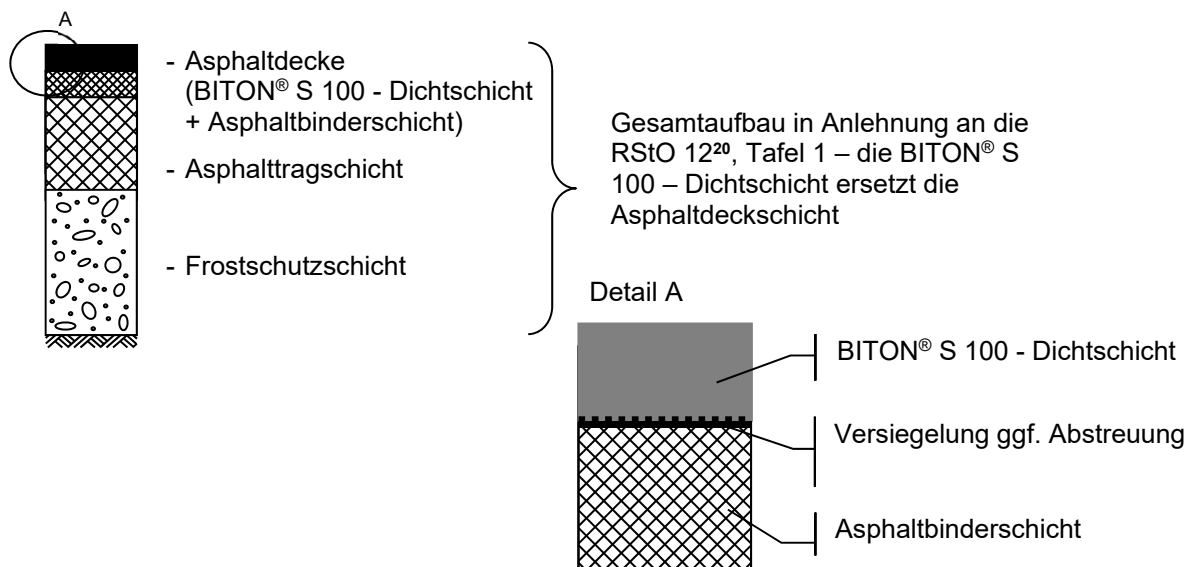 A
- Asphaltdecke
(BITON® S 100 - Dichtschicht
+ Asphaltbinderschicht)
- Asphalttragschicht
- Frostschutzschicht
Gesamtaufbau in Anlehnung an die
RStO 12²⁰, Tafel 1 – die BITON® S
100 – Dichtschicht ersetzt die
Asphaltdeckschicht
Detail A
BITON® S 100 - Dichtschicht
Versiegelung ggf. Abstreuung
Asphaltbinderschicht